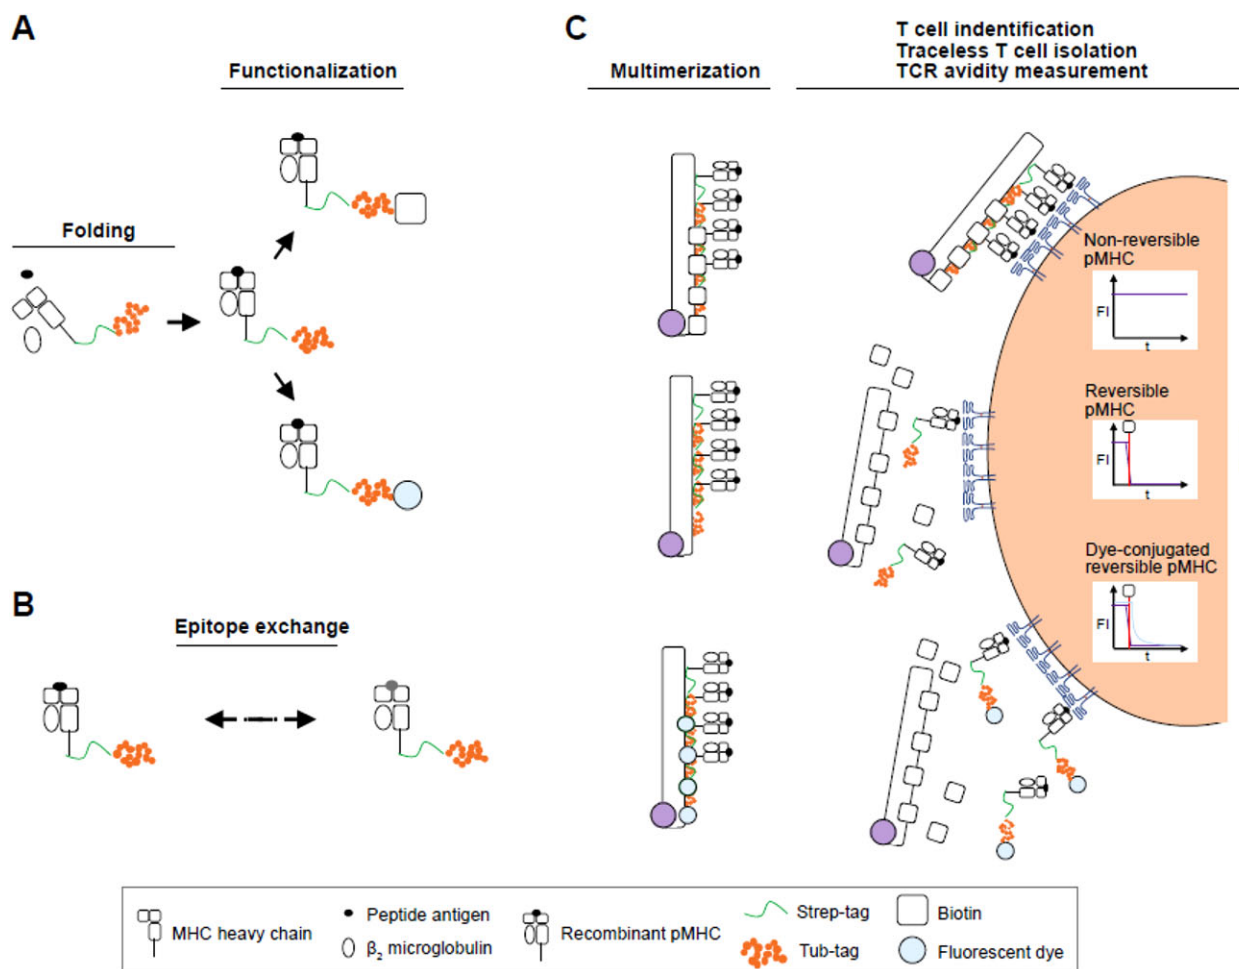 A
Functionalization
Folding
B
Epitope exchange
C
Multimerization
T cell indentification
Traceless T cell isolation
TCR avidity measurement
Non-reversible
pMHC
FI
t
Reversible
pMHC
FI
t
Dye-conjugated
reversible pMHC
FI
t
MHC heavy chain
Peptide antigen
β₂ microglobulin
Recombinant pMHC
Strep-tag
Tub-tag
Biotin
Fluorescent dye